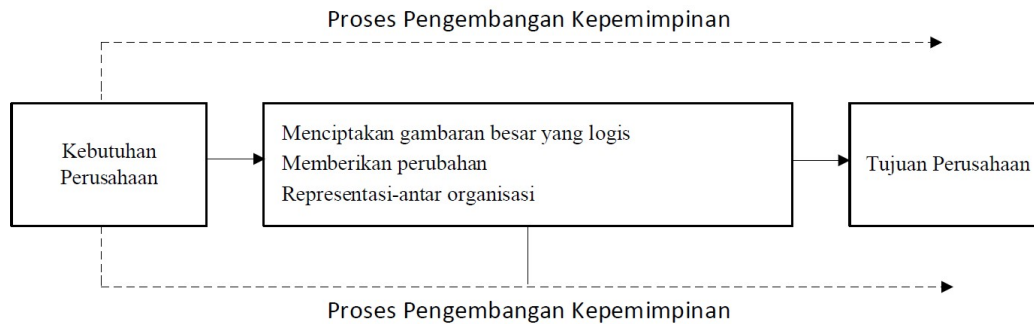 Proses Pengembangan Kepemimpinan
Kebutuhan
Perusahaan
Menciptakan gambaran besar yang logis
Memberikan perubahan
Representasi-antar organisasi
Tujuan Perusahaan
Proses Pengembangan Kepemimpinan